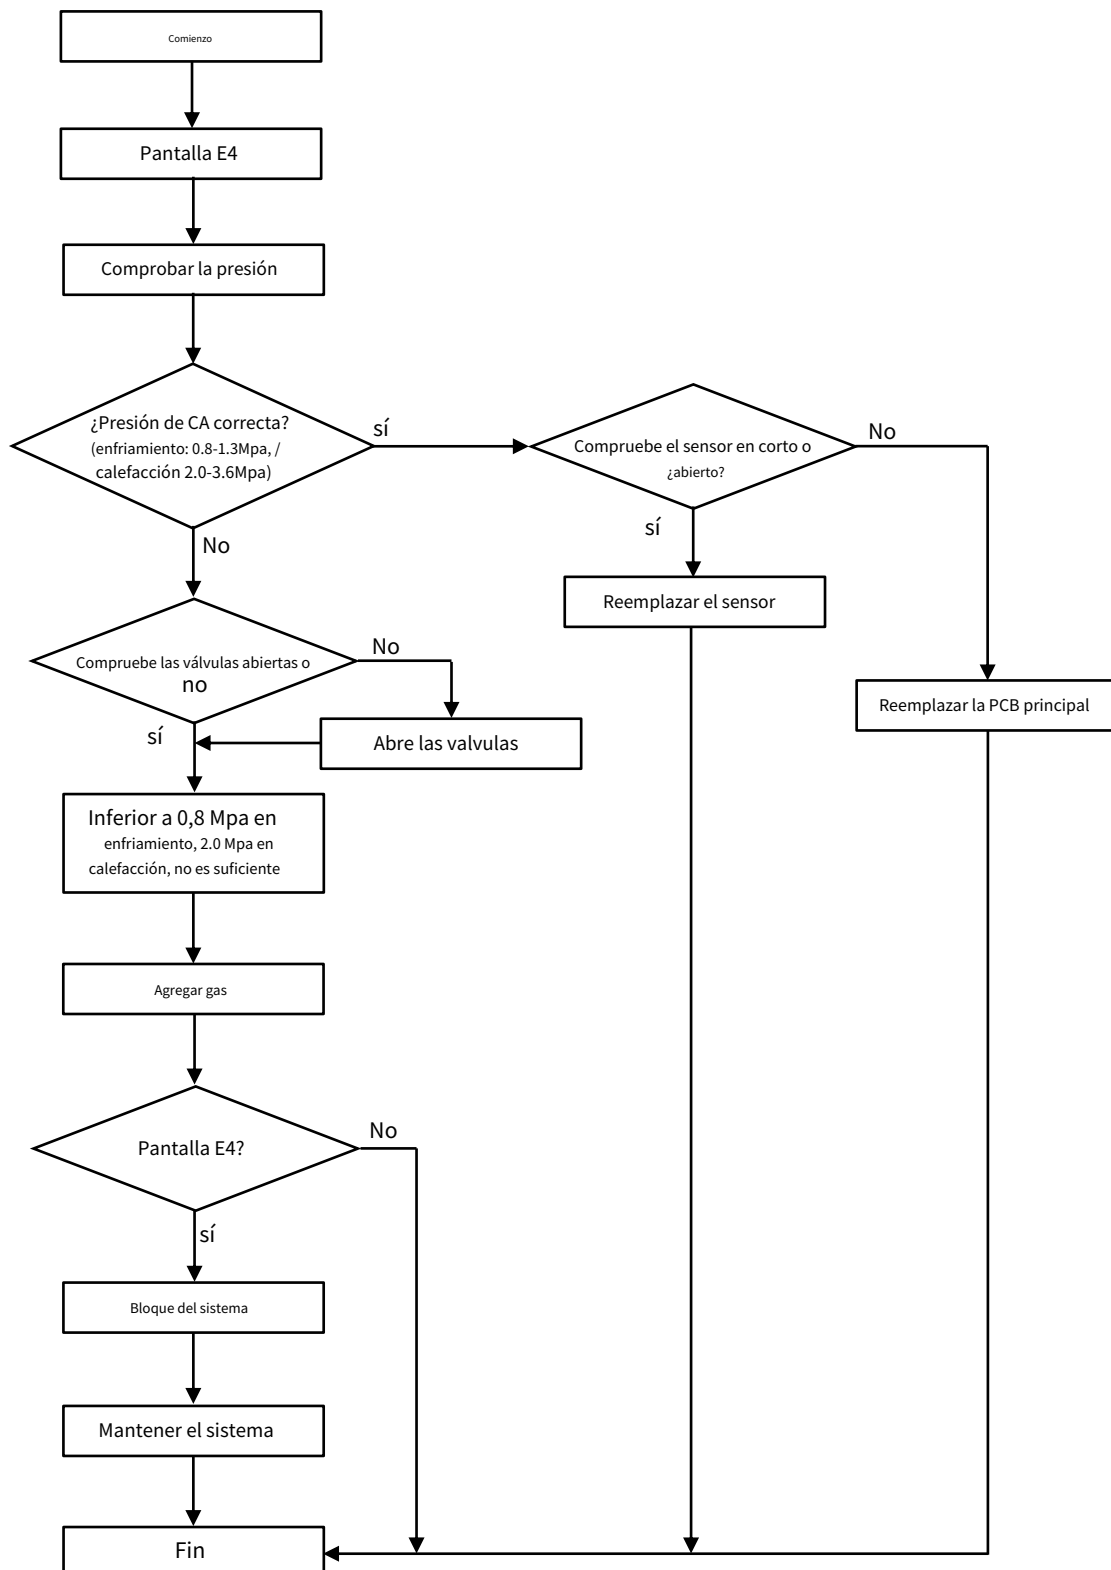 Comienzo
Pantalla E4
Comprobar la presión
¿Presión de CA correcta?
(enfriamiento: 0.8-1.3Mpa, /
calefacción 2.0-3.6Mpa)
sí
Compruebe el sensor en corto o
¿abierto?
No
sí
No
Reemplazar el sensor
Compruebe las válvulas abiertas o
no
No
Reemplazar la PCB principal
sí
Abre las valvulas
Inferior a 0,8 Mpa en
enfriamiento, 2.0 Mpa en
calefacción, no es suficiente
Agregar gas
Pantalla E4?
No
sí
Bloque del sistema
Mantener el sistema
Fin